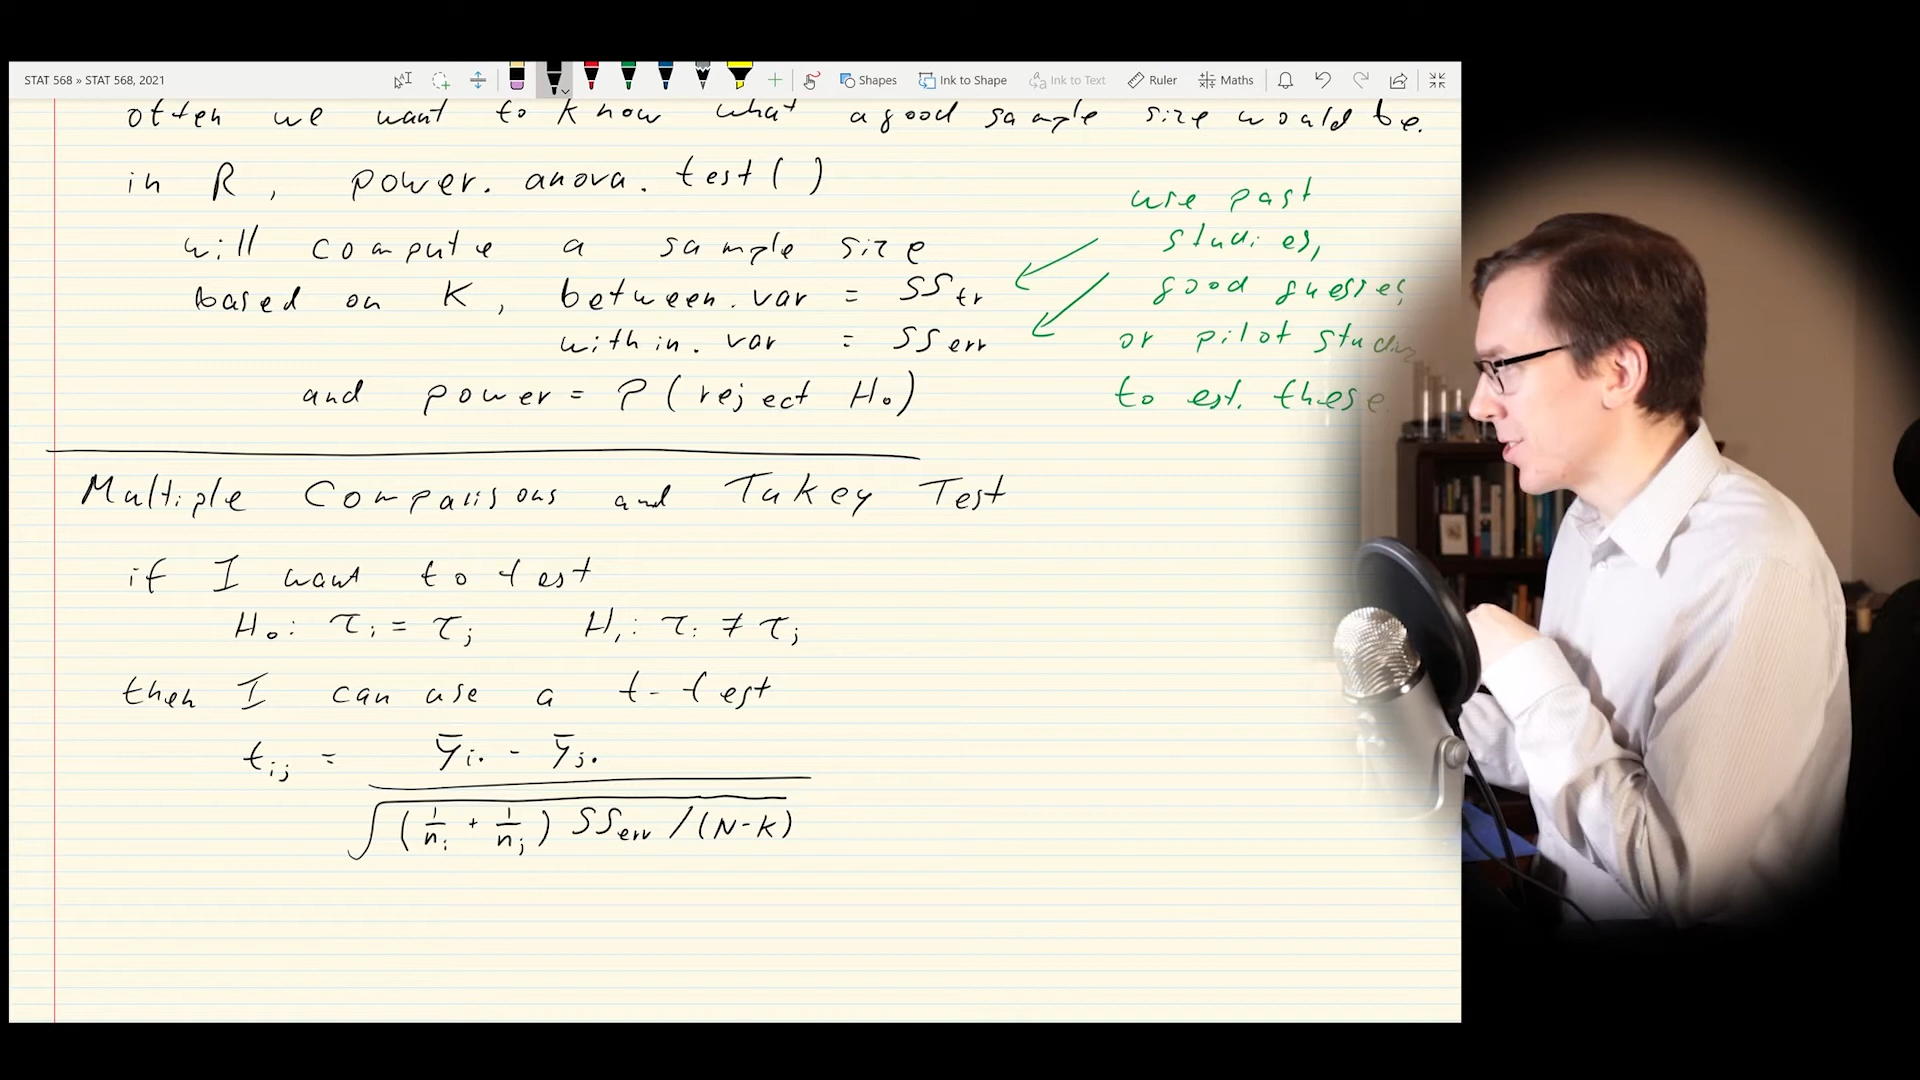 STAT 568 » STAT 568, 2021 Shapes Ink to Shape Ink to Text Ruler Maths
often we want to know what a good sample size would be.
in R, power.anova.test( )
will compute a sample size
based on K, between.var = SStr
within.var = SSerr
and power = P(reject H₀)
use past
studies,
good guesses,
or pilot studies
to est. these
Multiple Comparisons and Tukey Test
if I want to test
H₀: τᵢ = τⱼ H₁: τᵢ ≠ τⱼ
then I can use a t-test
tᵢⱼ = (ȳᵢ. - ȳⱼ.) / √((1/nᵢ + 1/nⱼ) SSerr / (N-K))